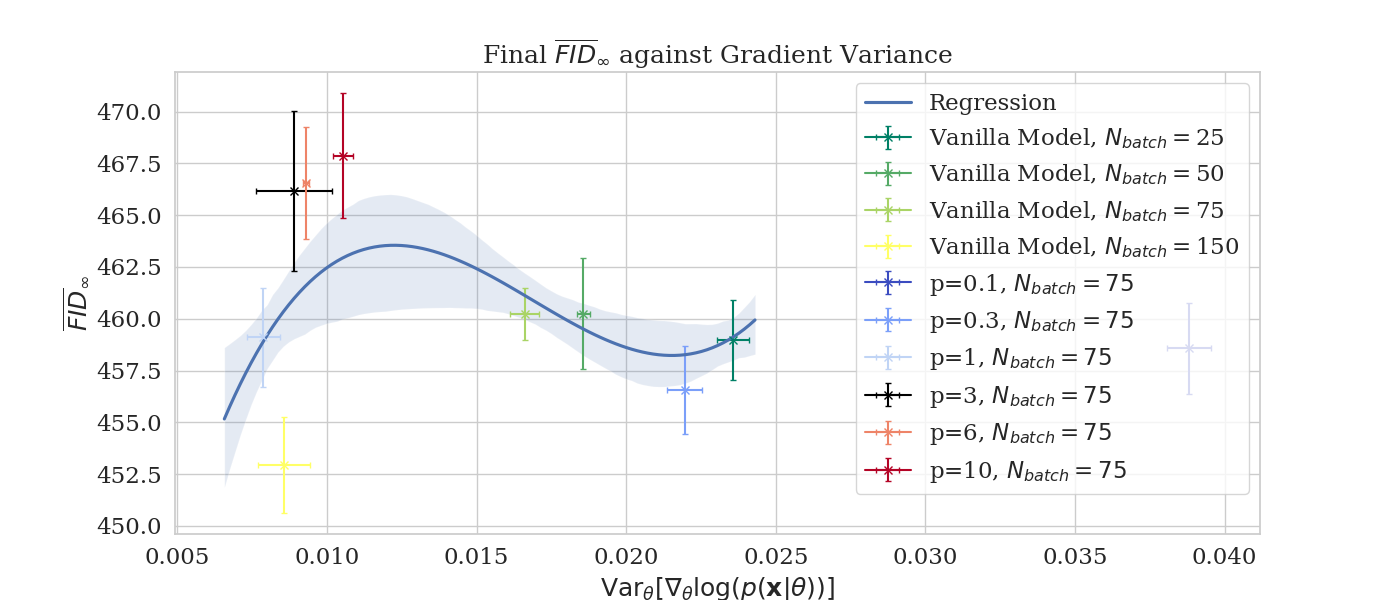 Final $\overline{FID}_\infty$ against Gradient Variance
$\overline{FID}_\infty$
470.0
467.5
465.0
462.5
460.0
457.5
455.0
452.5
450.0
Regression
Vanilla Model, $N_{batch} = 25$
Vanilla Model, $N_{batch} = 50$
Vanilla Model, $N_{batch} = 75$
Vanilla Model, $N_{batch} = 150$
p=0.1, $N_{batch} = 75$
p=0.3, $N_{batch} = 75$
p=1, $N_{batch} = 75$
p=3, $N_{batch} = 75$
p=6, $N_{batch} = 75$
p=10, $N_{batch} = 75$
0.005 0.010 0.015 0.020 0.025 0.030 0.035 0.040
$\mathrm{Var}_\theta[\nabla_\theta \log(p(\mathbf{x}|\theta))]$